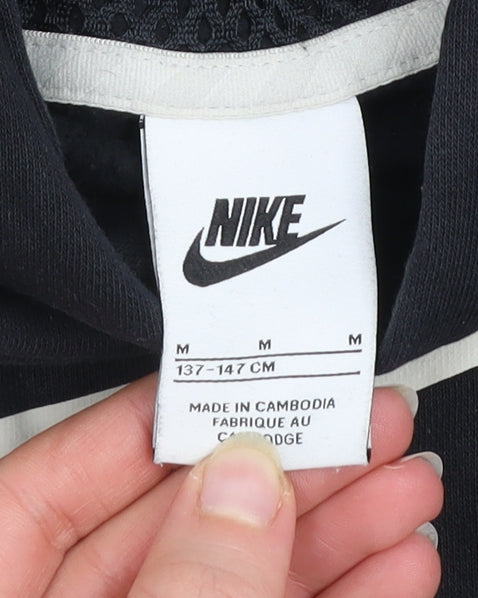 NIKE
M M M
137-147 CM
MADE IN CAMBODIA
FABRIQUE AU